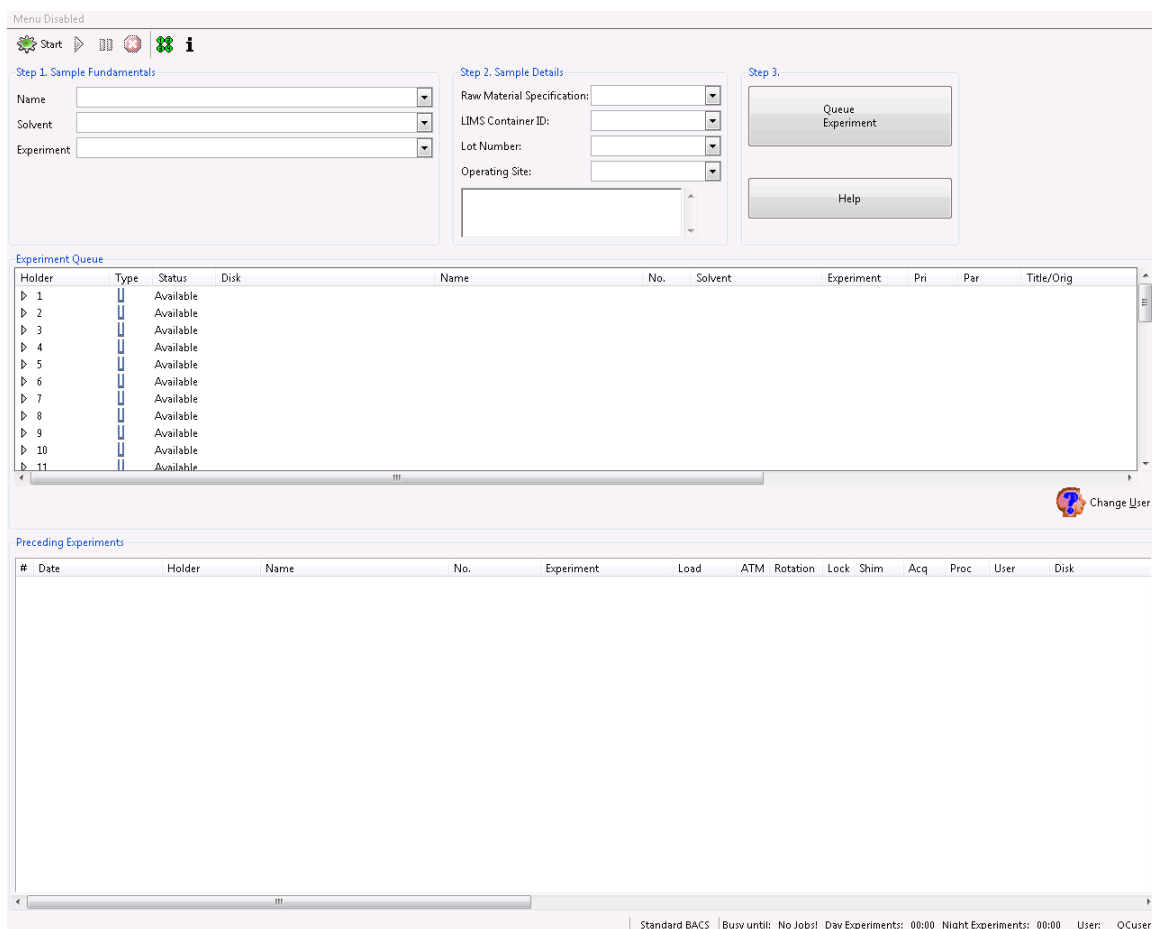 Menu Disabled
Start
Step 1. Sample Fundamentals
Name
Solvent
Experiment
Step 2. Sample Details
Raw Material Specification:
LIMS Container ID:
Lot Number:
Operating Site:
Step 3.
Queue
Experiment
Help
Experiment Queue
Holder Type Status Disk Name No. Solvent Experiment Pri Par Title/Orig
1 Available
2 Available
3 Available
4 Available
5 Available
6 Available
7 Available
8 Available
9 Available
10 Available
11 Available
Change User
Preceding Experiments
# Date Holder Name No. Experiment Load ATM Rotation Lock Shim Acq Proc User Disk
Standard BACS Busy until: No Jobs! Day Experiments: 00:00 Night Experiments: 00:00 User: QCuser